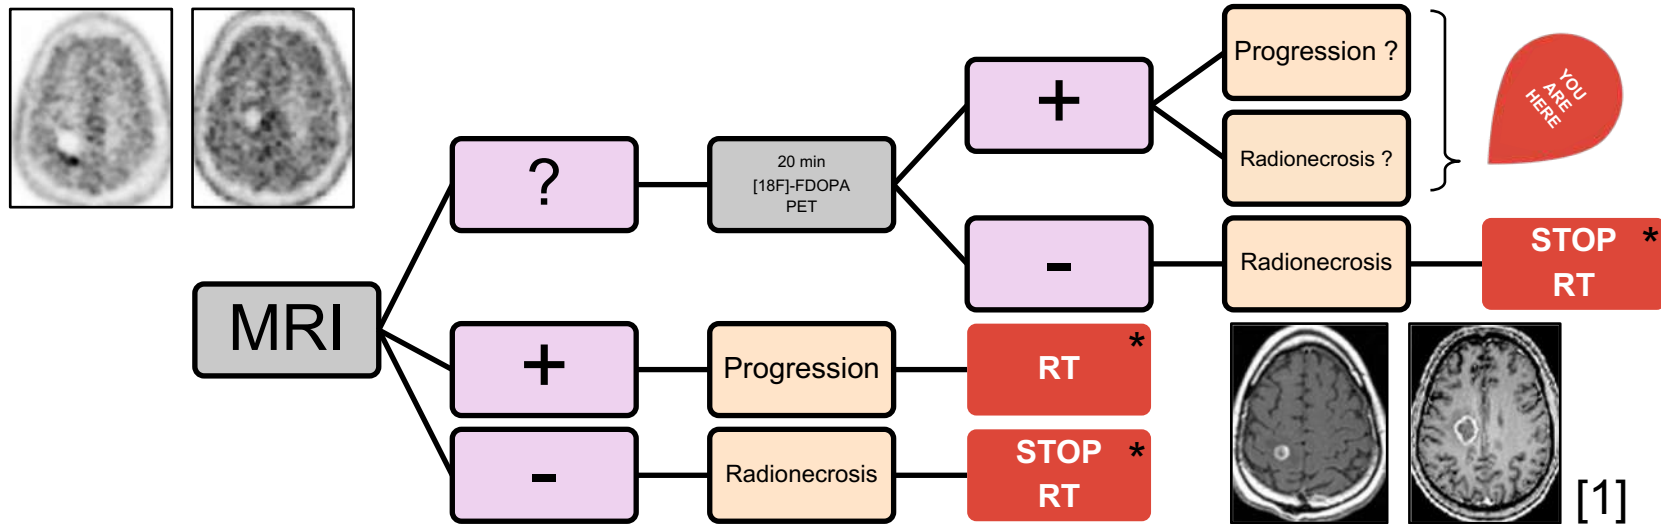 Progression ?
+
YOU
ARE
HERE
?
20 min
[18F]-FDOPA
PET
Radionecrosis ?
-
Radionecrosis
STOP *
RT
MRI
+
Progression
RT *
-
Radionecrosis
STOP *
RT
[1]